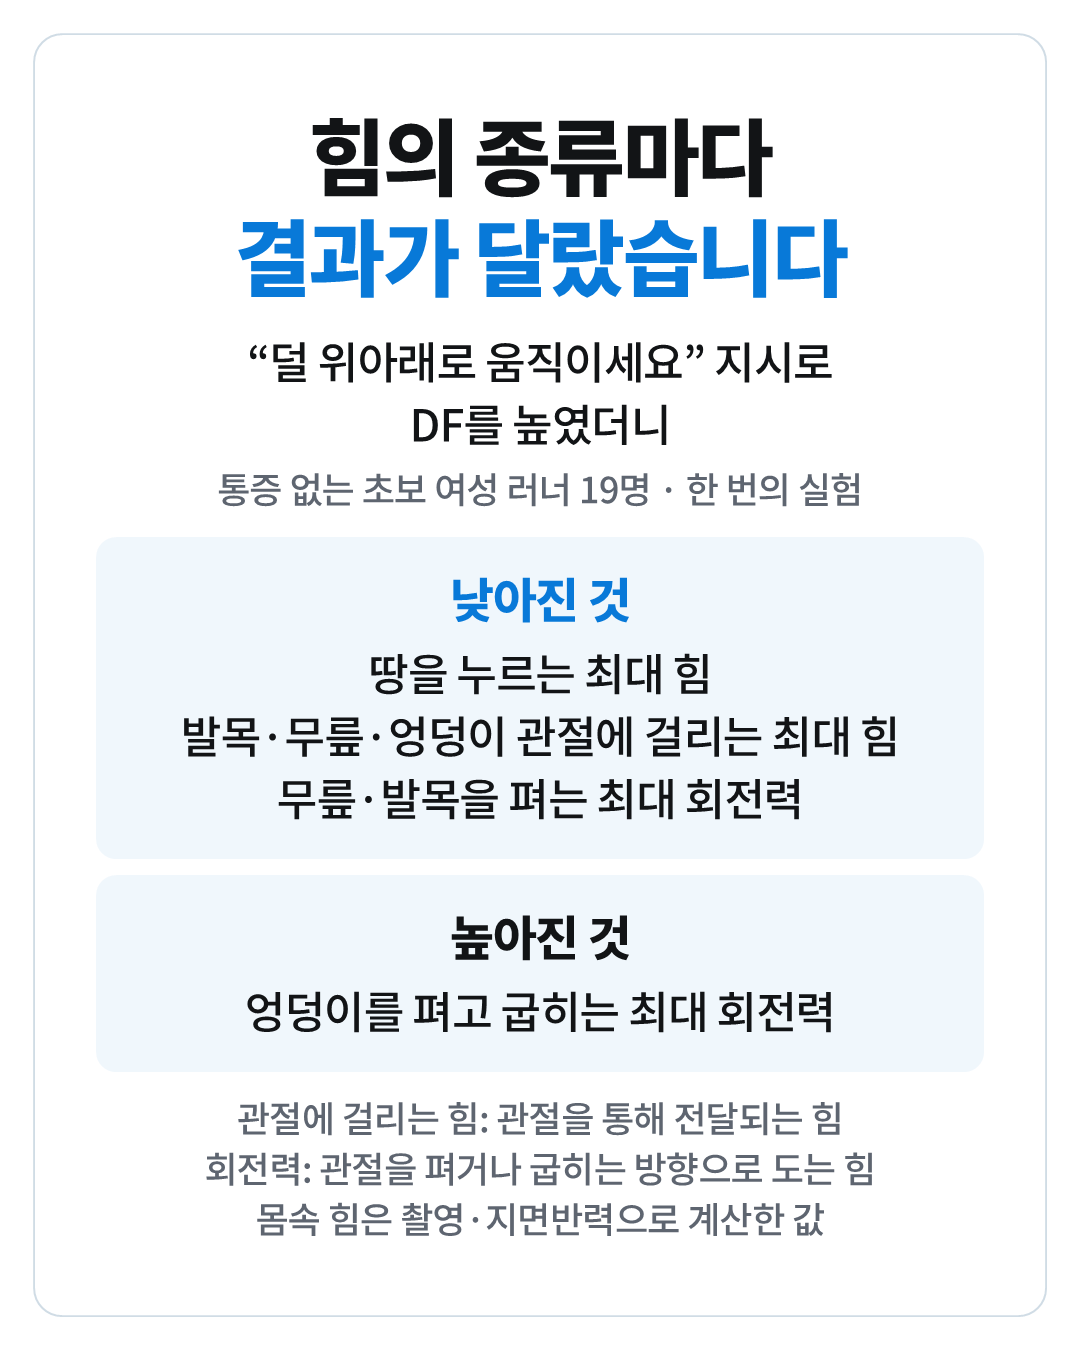 힘의 종류마다
결과가 달랐습니다
“덜 위아래로 움직이세요” 지시로
DF를 높였더니
통증 없는 초보 여성 러너 19명 · 한 번의 실험
낮아진 것
땅을 누르는 최대 힘
발목·무릎·엉덩이 관절에 걸리는 최대 힘
무릎·발목을 펴는 최대 회전력
높아진 것
엉덩이를 펴고 굽히는 최대 회전력
관절에 걸리는 힘: 관절을 통해 전달되는 힘
회전력: 관절을 펴거나 굽히는 방향으로 도는 힘
몸속 힘은 촬영·지면반력으로 계산한 값